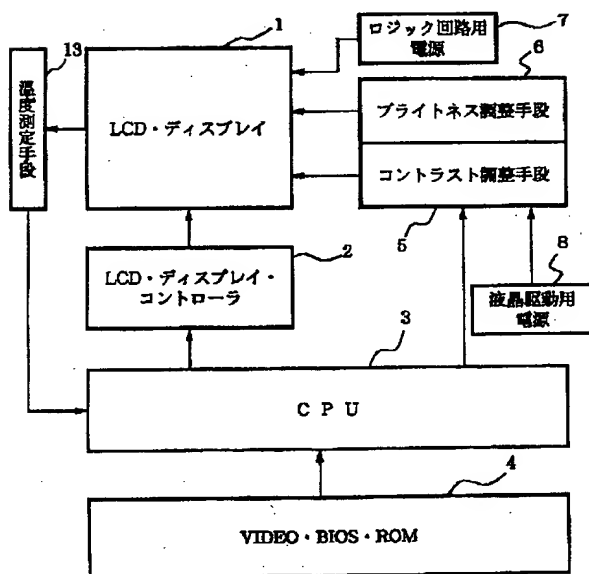 1
ロジック回路用
電源
7
13
温度測定手段
LCD・ディスプレイ
6
ブライトネス調整手段
コントラスト調整手段
5
2
LCD・ディスプレイ・
コントローラ
8
液晶駆動用
電源
3
CPU
4
VIDEO・BIOS・ROM